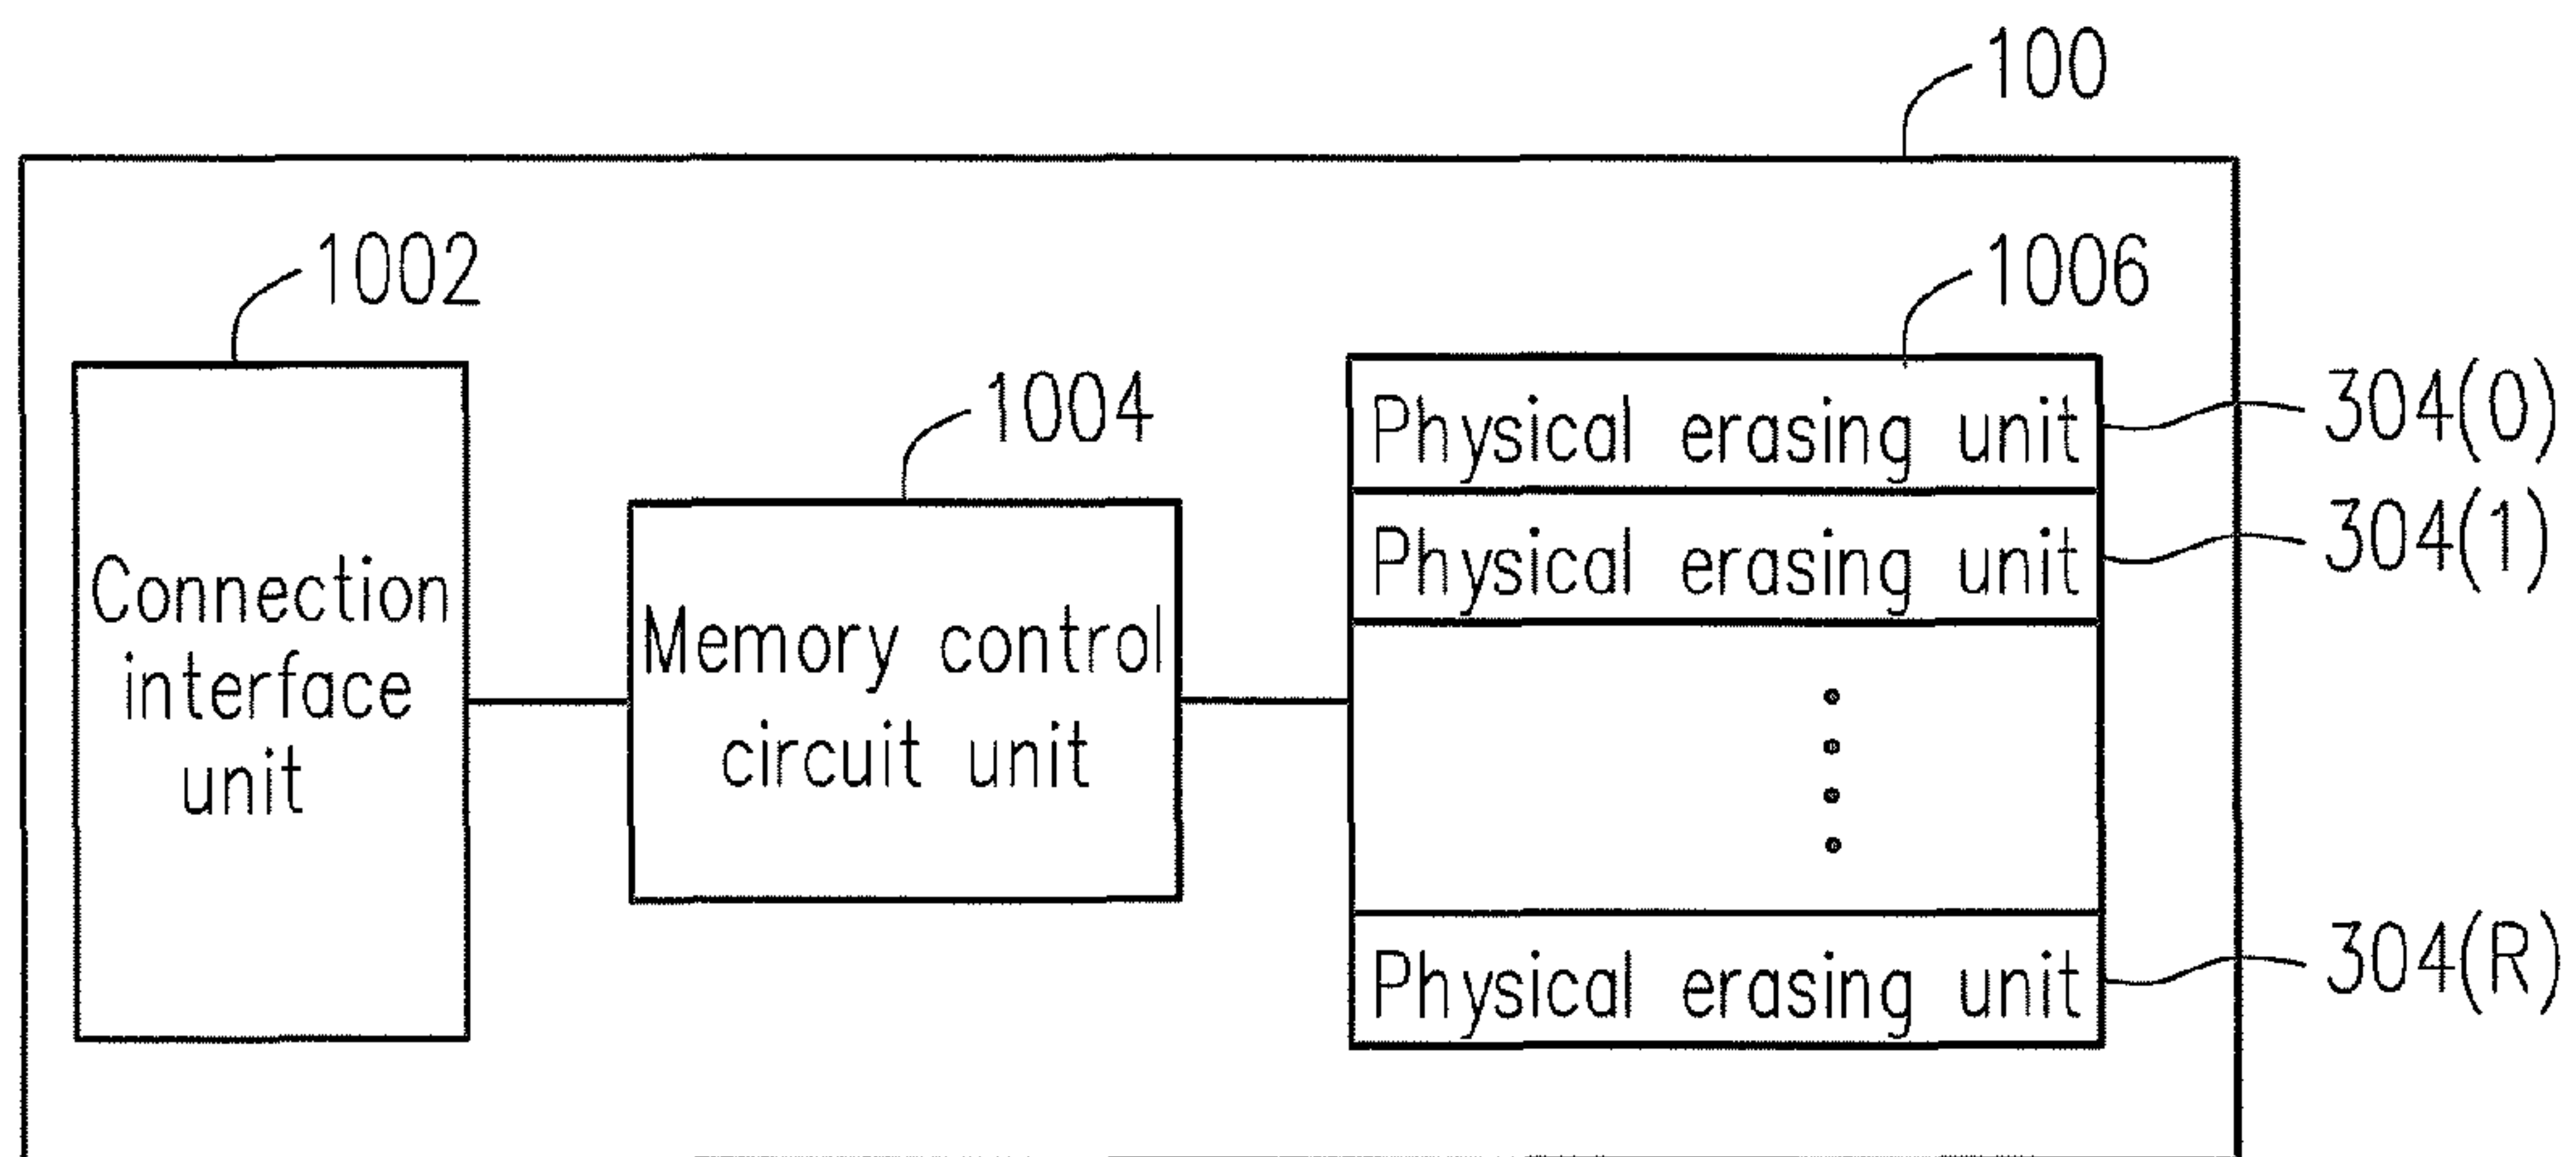 100
1002
1006
1004
304(0)
Physical erasing unit
304(1)
Physical erasing unit
Connection
interface
unit
Memory control
circuit unit
304(R)
Physical erasing unit